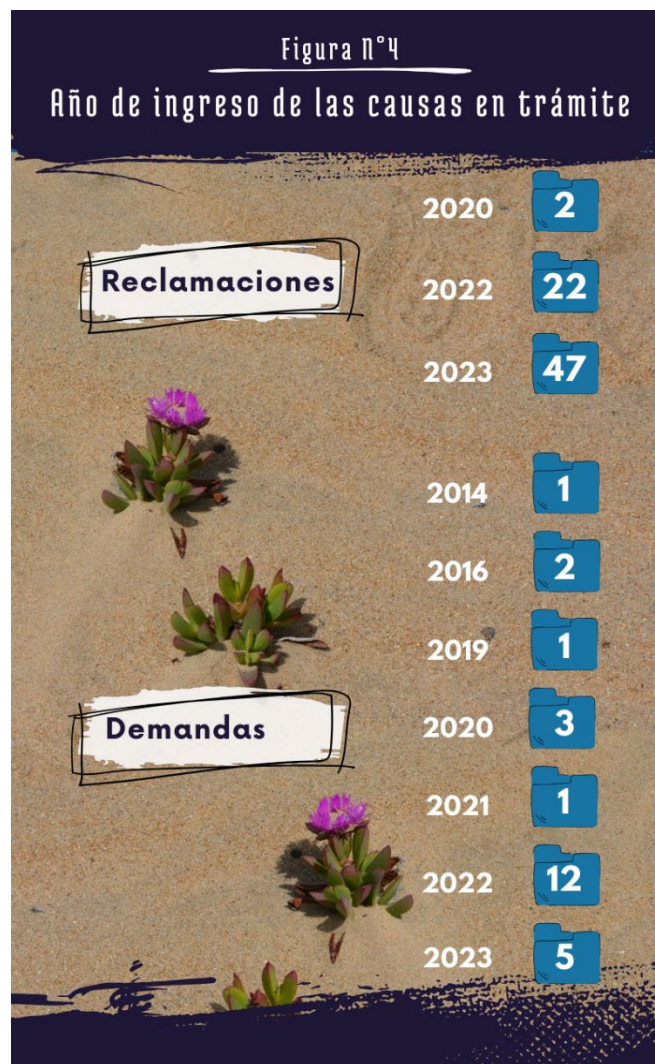 Figura N°4
Año de ingreso de las causas en trámite
Reclamaciones
2020 2
2022 22
2023 47
Demandas
2014 1
2016 2
2019 1
2020 3
2021 1
2022 12
2023 5